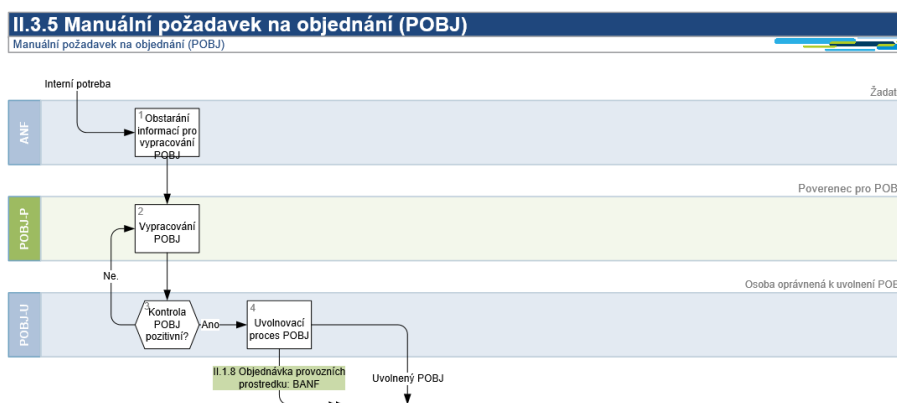 II.3.5 Manuální požadavek na objednání (POBJ)
Manuální požadavek na objednání (POBJ)
Interní potreba
Žadat
ANF
1
Obstarání
informací pro
vypracování
POBJ
Poverenec pro POB
POBJ-P
2
Vypracování
POBJ
Ne.
Osoba oprávnená k uvolnení POB
POBJ-U
3
Kontrola
POBJ
pozitivní?
Ano
4
Uvolnovací
proces POBJ
II.1.8 Objednávka provozních
prostredku: BANF
Uvolnený POBJ